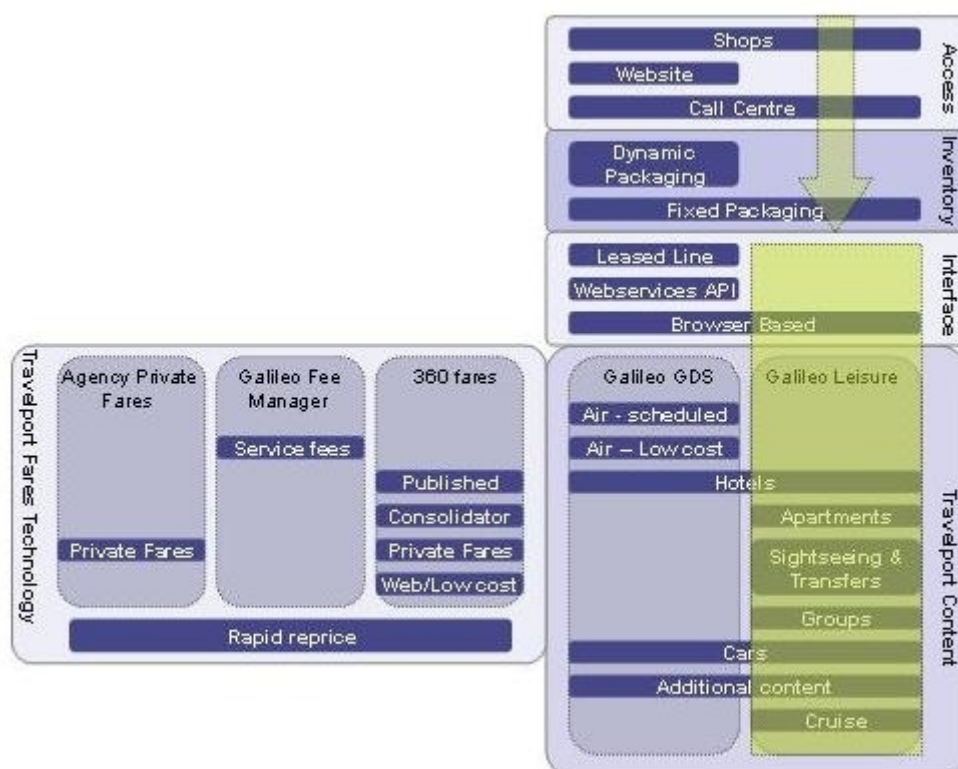 Shops
Website
Call Centre
Access
Dynamic
Packaging
Fixed Packaging
Inventory
Leased Line
Webservices API
Browser Based
Interface
Travelport Fares Technology
Agency Private
Fares
Private Fares
Galileo Fee
Manager
Service fees
360 fares
Published
Consolidator
Private Fares
Web/Low cost
Rapid reprice
Galileo GDS
Galileo Leisure
Air - scheduled
Air – Low cost
Hotels
Apartments
Sightseeing &
Transfers
Groups
Cars
Additional content
Cruise
Travelport Content